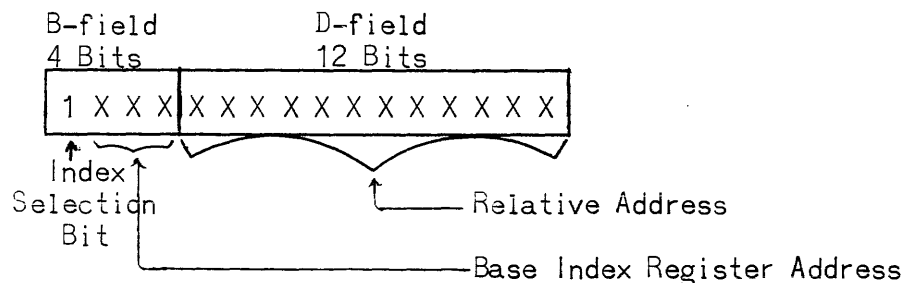 B-field D-field
4 Bits 12 Bits
1 X X X X X X X X X X X X X X X
Index
Selection
Bit
Relative Address
Base Index Register Address